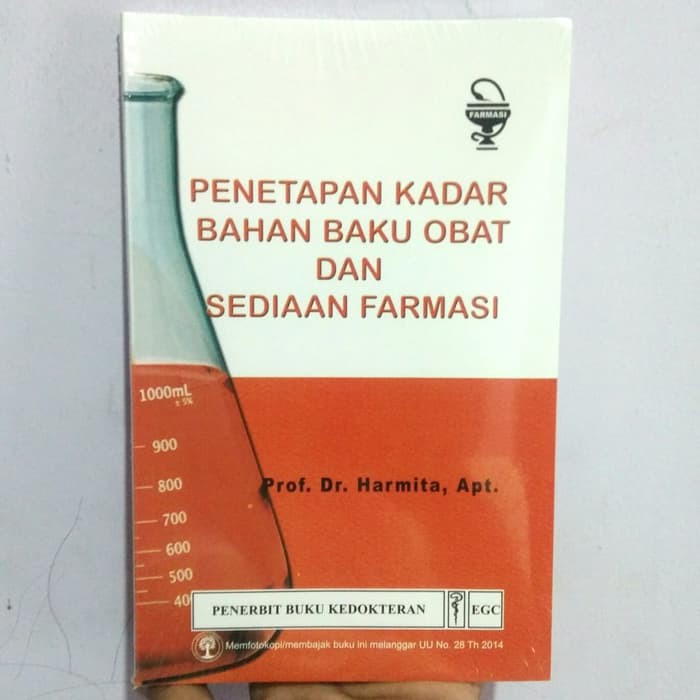 FARMASI
PENETAPAN KADAR
BAHAN BAKU OBAT
DAN
SEDIAAN FARMASI
1000mL
± 5%
900
800
700
600
500
40
Prof. Dr. Harmita, Apt.
PENERBIT BUKU KEDOKTERAN EGC
Memfotokopi/membajak buku ini melanggar UU No. 28 Th 2014